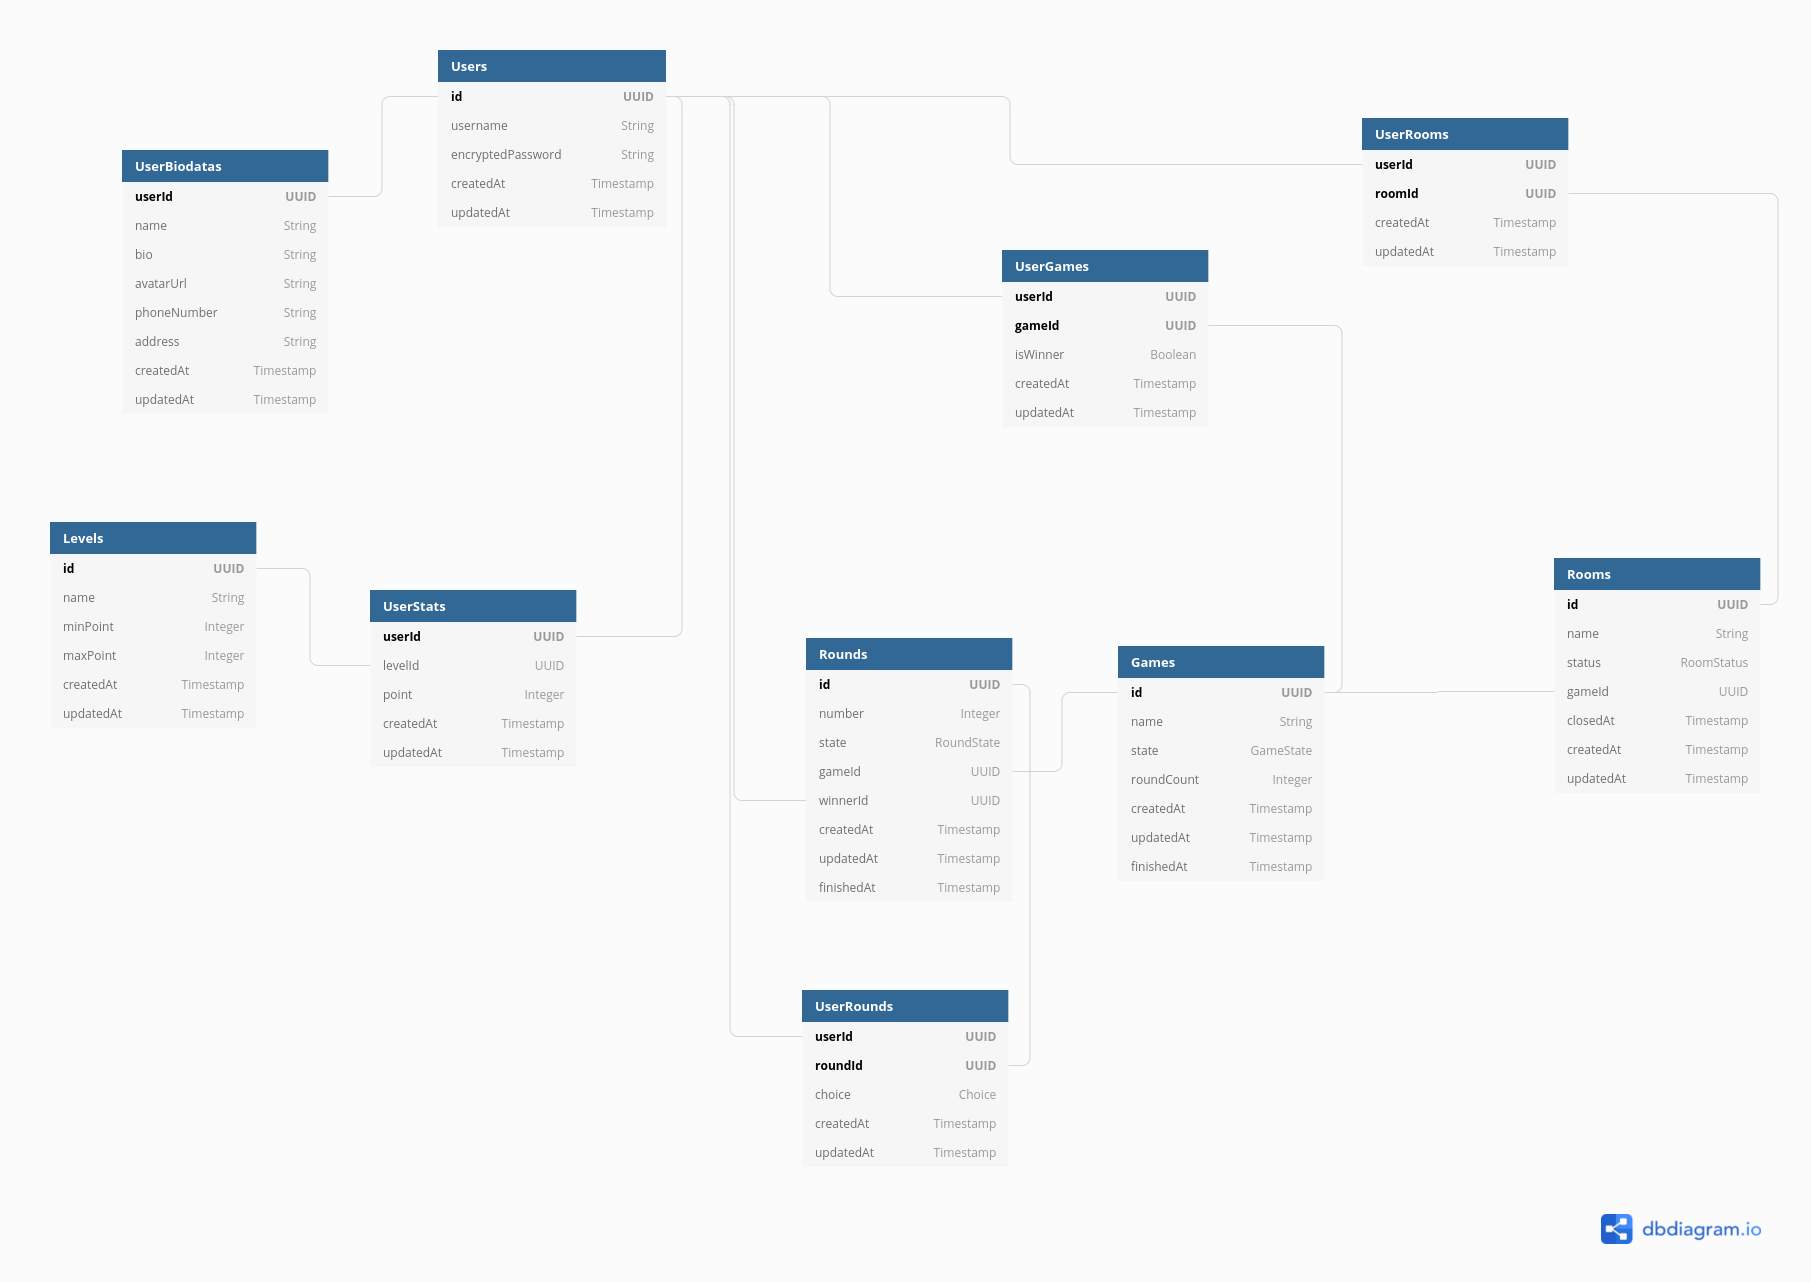 Users
id UUID
username String
encryptedPassword String
createdAt Timestamp
updatedAt Timestamp
UserRooms
userId UUID
roomId UUID
createdAt Timestamp
updatedAt Timestamp
UserBiodatas
userId UUID
name String
bio String
avatarUrl String
phoneNumber String
address String
createdAt Timestamp
updatedAt Timestamp
UserGames
userId UUID
gameId UUID
isWinner Boolean
createdAt Timestamp
updatedAt Timestamp
Levels
id UUID
name String
minPoint Integer
maxPoint Integer
createdAt Timestamp
updatedAt Timestamp
UserStats
userId UUID
levelId UUID
point Integer
createdAt Timestamp
updatedAt Timestamp
Rounds
id UUID
number Integer
state RoundState
gameId UUID
winnerId UUID
createdAt Timestamp
updatedAt Timestamp
finishedAt Timestamp
Games
id UUID
name String
state GameState
roundCount Integer
createdAt Timestamp
updatedAt Timestamp
finishedAt Timestamp
Rooms
id UUID
name String
status RoomStatus
gameId UUID
closedAt Timestamp
createdAt Timestamp
updatedAt Timestamp
UserRounds
userId UUID
roundId UUID
choice Choice
createdAt Timestamp
updatedAt Timestamp
dbdiagram.io